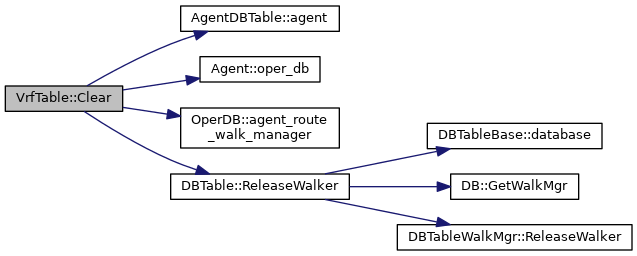 AgentDBTable::agent
Agent::oper_db
VrfTable::Clear
OperDB::agent_route
_walk_manager
DBTableBase::database
DBTable::ReleaseWalker
DB::GetWalkMgr
DBTableWalkMgr::ReleaseWalker